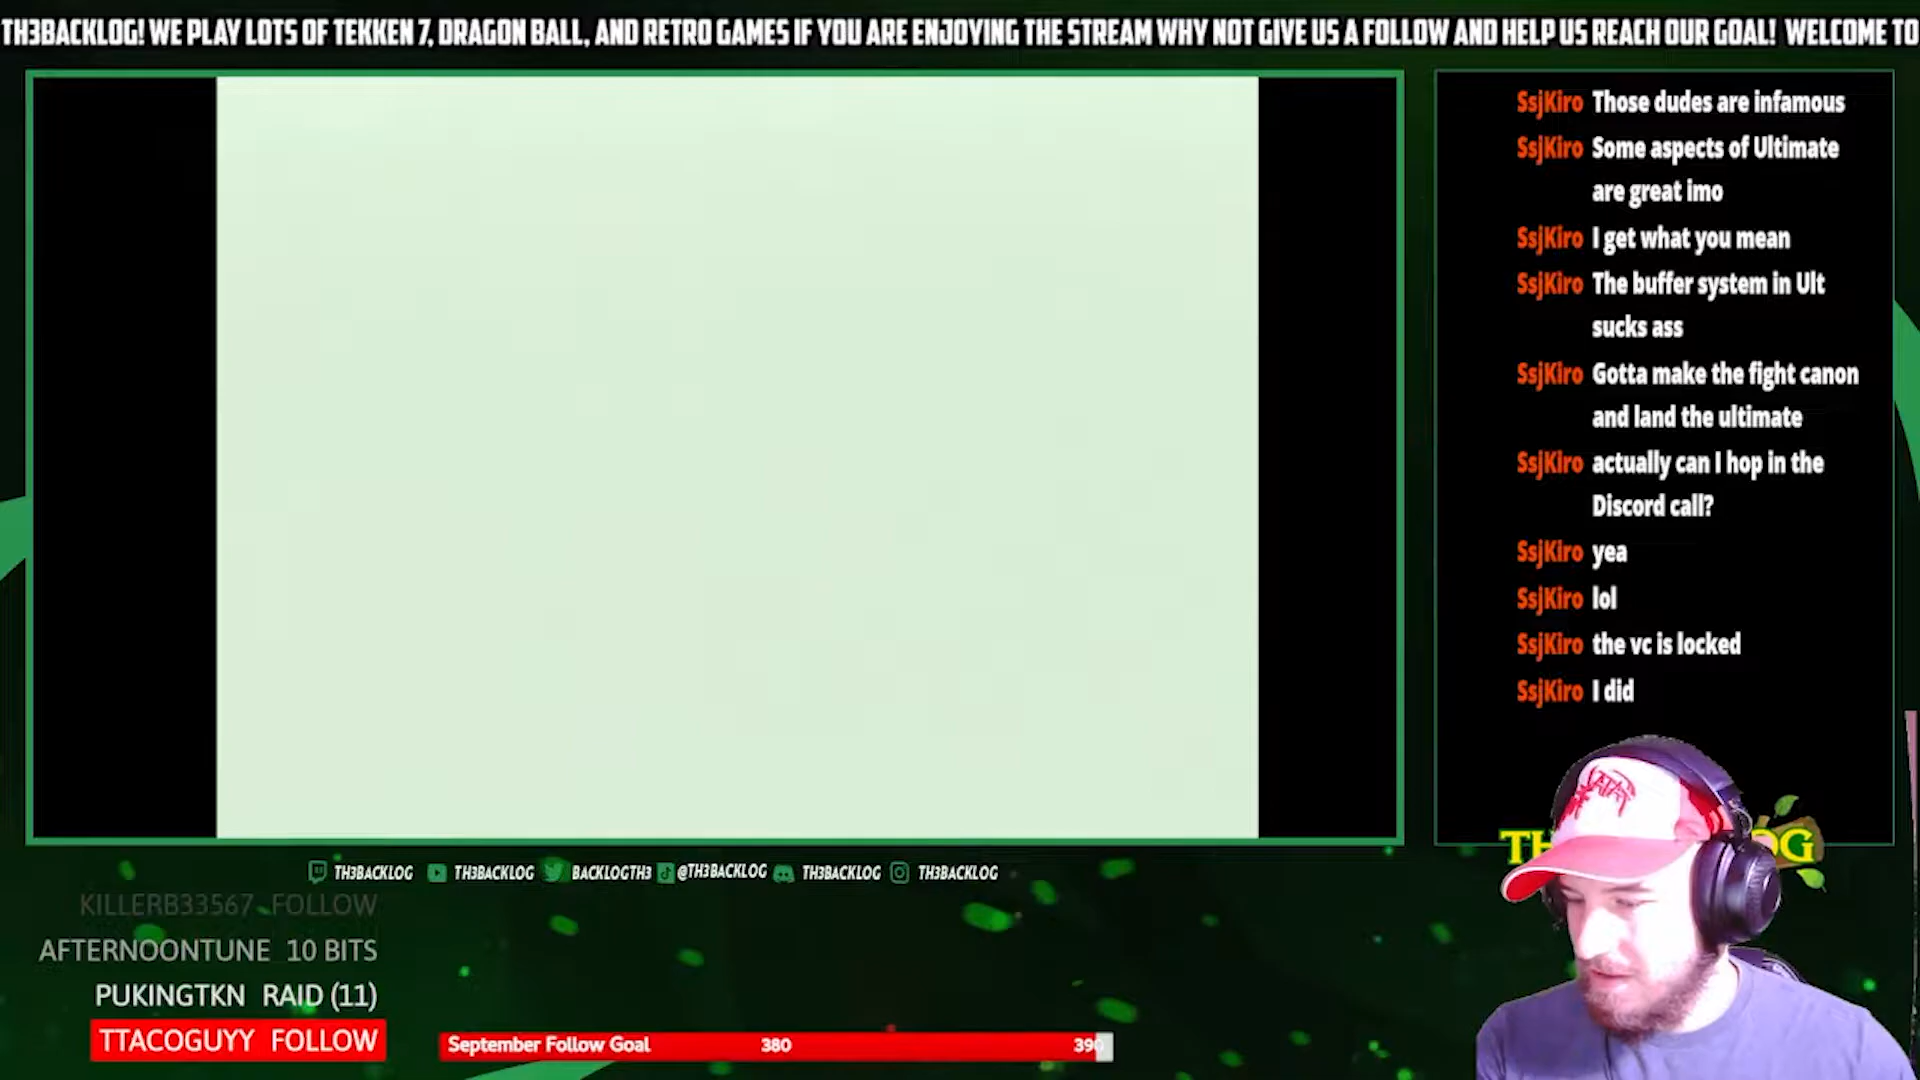 TH3BACKLOG! WE PLAY LOTS OF TEKKEN 7, DRAGON BALL, AND RETRO GAMES IF YOU ARE ENJOYING THE STREAM WHY NOT GIVE US A FOLLOW AND HELP US REACH OUR GOAL! WELCOME TO
SsjKiro Those dudes are infamous
SsjKiro Some aspects of Ultimate
are great imo
SsjKiro I get what you mean
SsjKiro The buffer system in Ult
sucks ass
SsjKiro Gotta make the fight canon
and land the ultimate
SsjKiro actually can I hop in the
Discord call?
SsjKiro yea
SsjKiro lol
SsjKiro the vc is locked
SsjKiro I did
TH3BACKLOG TH3BACKLOG BACKLOGTH3 @TH3BACKLOG TH3BACKLOG TH3BACKLOG
KILLERB33567 FOLLOW
AFTERNOONTUNE 10 BITS
PUKINGTKN RAID (11)
TTACOGUYY FOLLOW
September Follow Goal 380 390